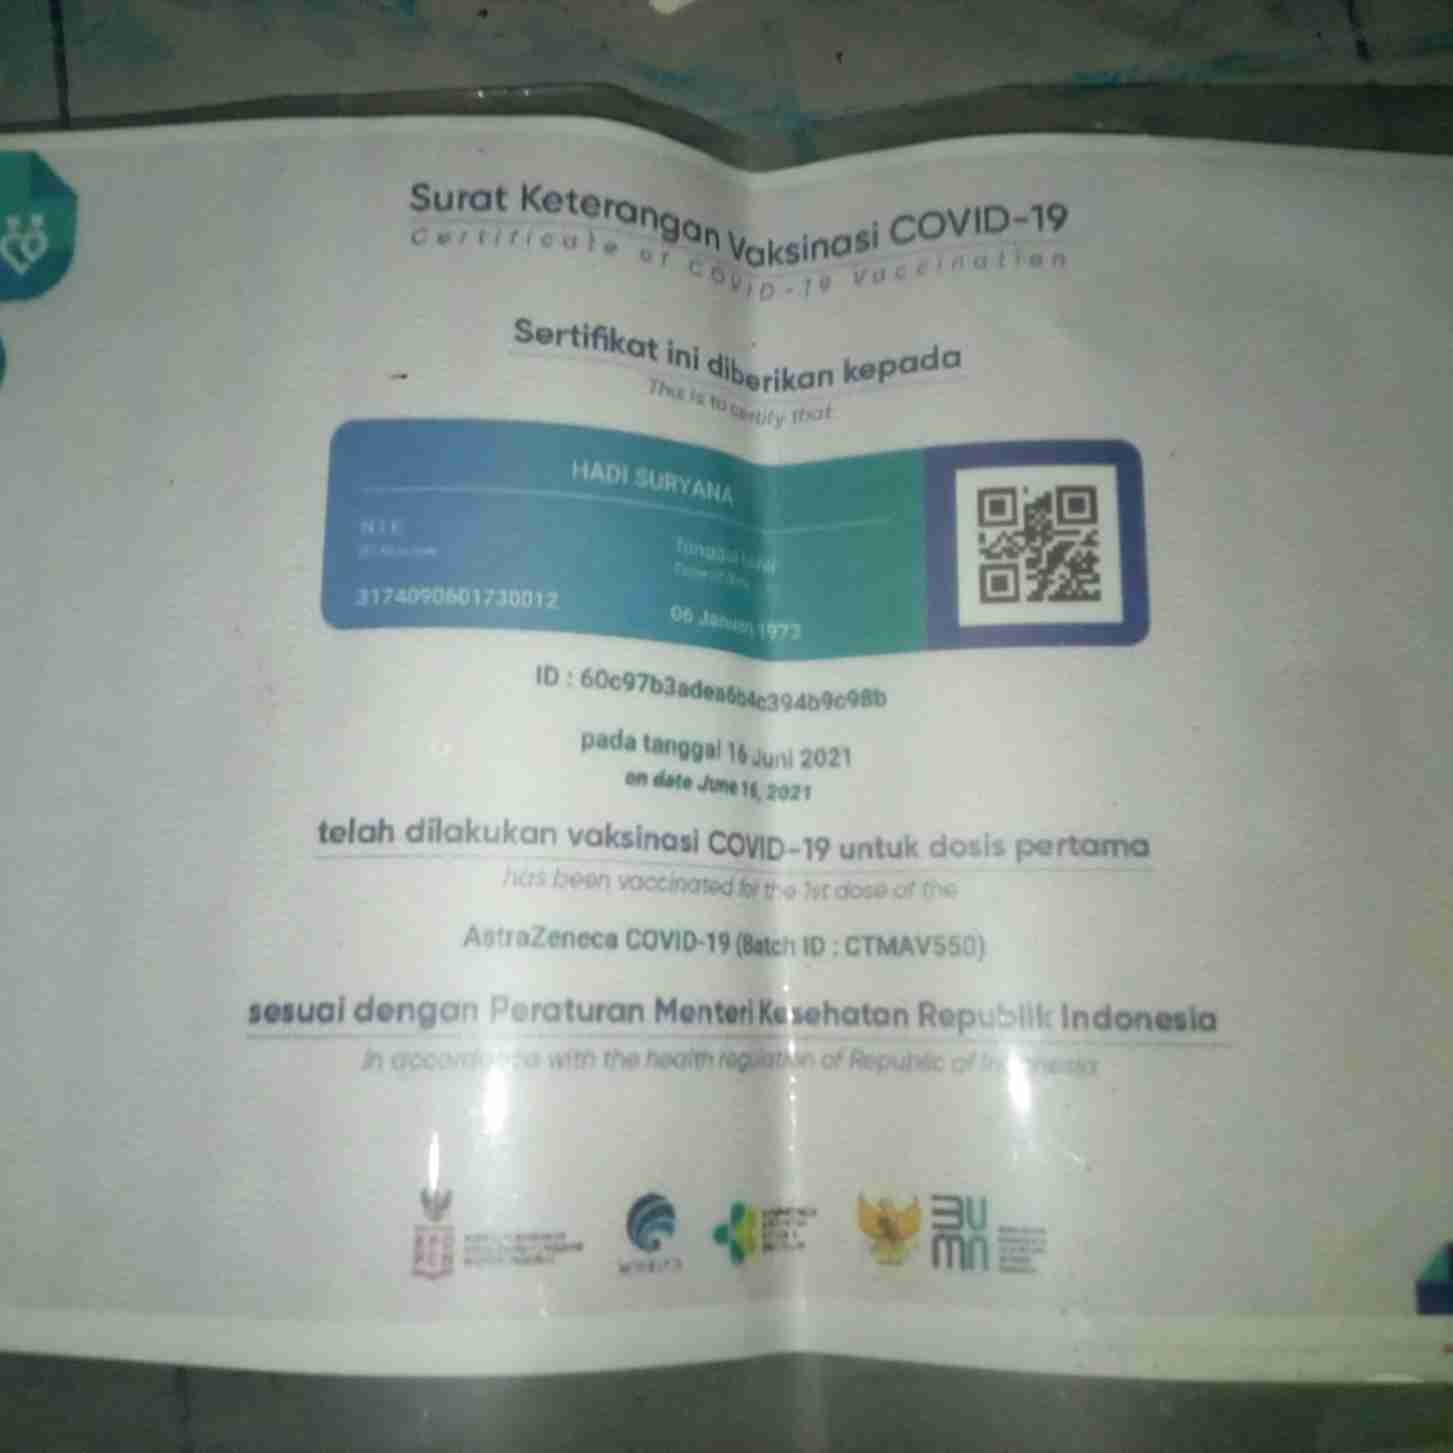 Surat Keterangan Vaksinasi COVID-19
Certificate of COVID-19 Vaccination
Sertifikat ini diberikan kepada
This is to certify that
HADI SURYANA
NIK
Tanggal Lahir
3174090601730012
06 Januari 1973
ID : 60c97b3adea6b4c394b9c98b
pada tanggal 16 Juni 2021
on date June 16, 2021
telah dilakukan vaksinasi COVID-19 untuk dosis pertama
has been vaccinated for the 1st dose of the
AstraZeneca COVID-19 (Batch ID : CTMAV550)
sesuai dengan Peraturan Menteri Kesehatan Republik Indonesia
In accordance with the health regulation of Republic of Indonesia
BUMN